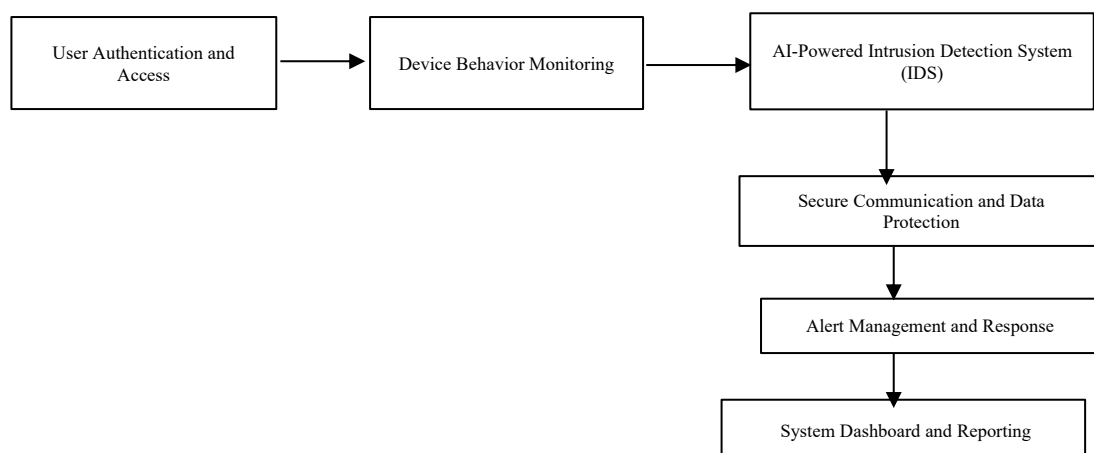 User Authentication and
Access
Device Behavior Monitoring
AI-Powered Intrusion Detection System
(IDS)
Secure Communication and Data
Protection
Alert Management and Response
System Dashboard and Reporting